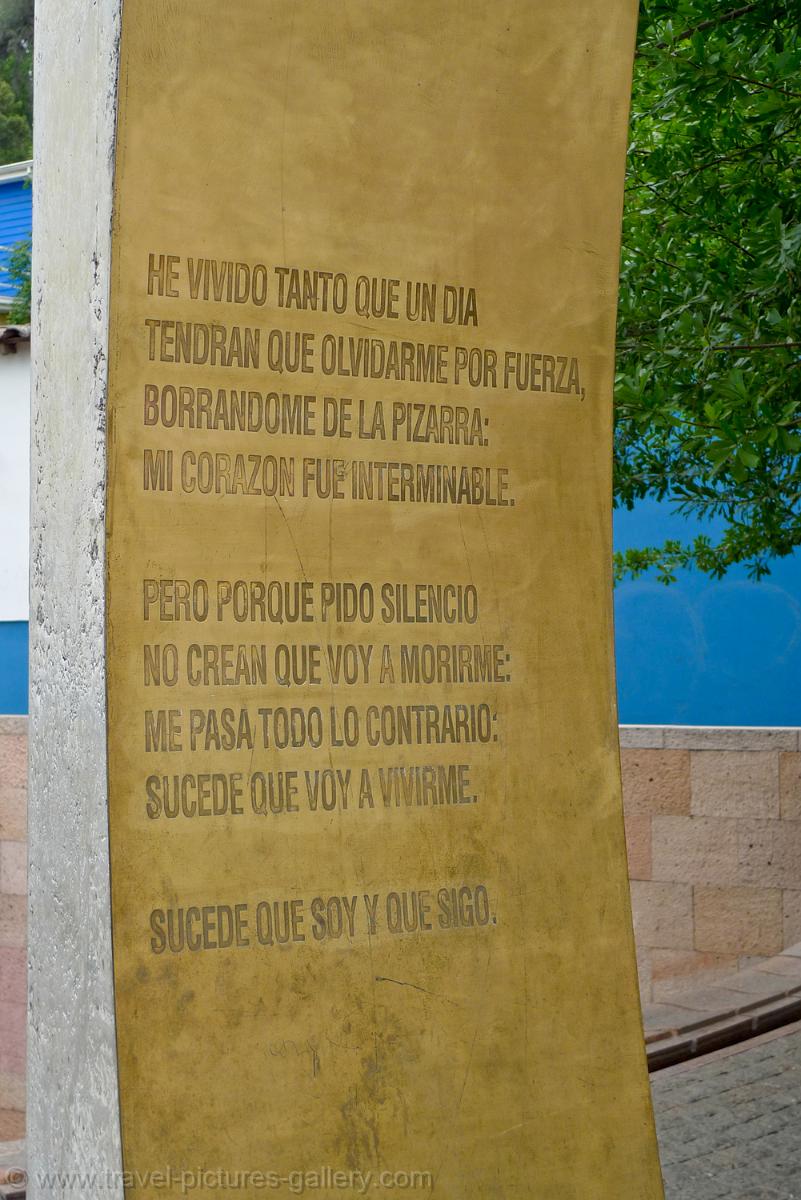 HE VIVIDO TANTO QUE UN DIA
TENDRAN QUE OLVIDARME POR FUERZA,
BORRANDOME DE LA PIZARRA:
MI CORAZON FUE INTERMINABLE.
PERO PORQUE PIDO SILENCIO
NO CREAN QUE VOY A MORIRME:
ME PASA TODO LO CONTRARIO:
SUCEDE QUE VOY A VIVIRME.
SUCEDE QUE SOY Y QUE SIGO.
© www.travel-pictures-gallery.com